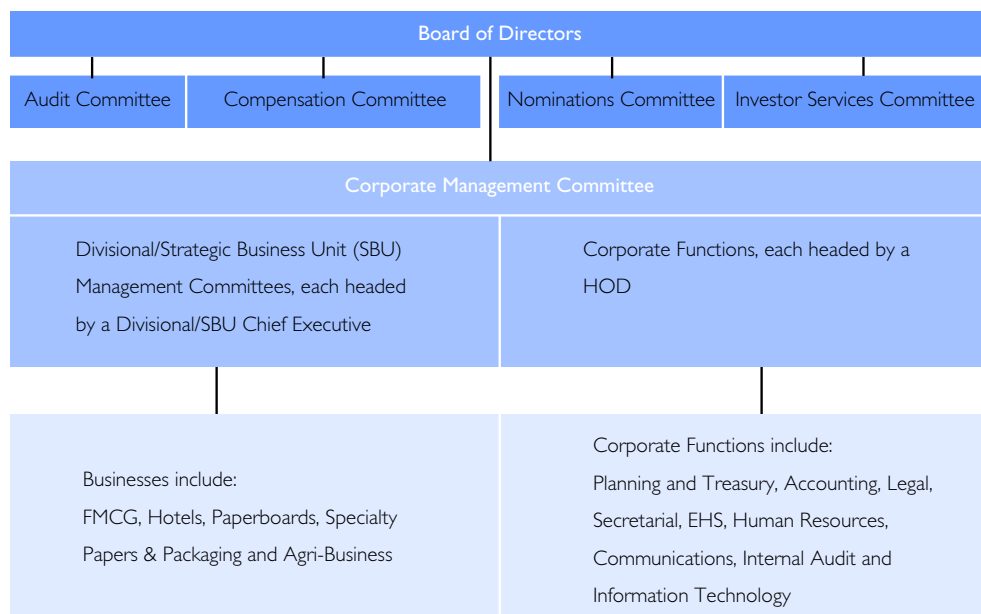 Board of Directors
Audit Committee
Compensation Committee
Nominations Committee
Investor Services Committee
Corporate Management Committee
Divisional/Strategic Business Unit (SBU)
Management Committees, each headed
by a Divisional/SBU Chief Executive
Corporate Functions, each headed by a
HOD
Businesses include:
FMCG, Hotels, Paperboards, Specialty
Papers & Packaging and Agri-Business
Corporate Functions include:
Planning and Treasury, Accounting, Legal,
Secretarial, EHS, Human Resources,
Communications, Internal Audit and
Information Technology